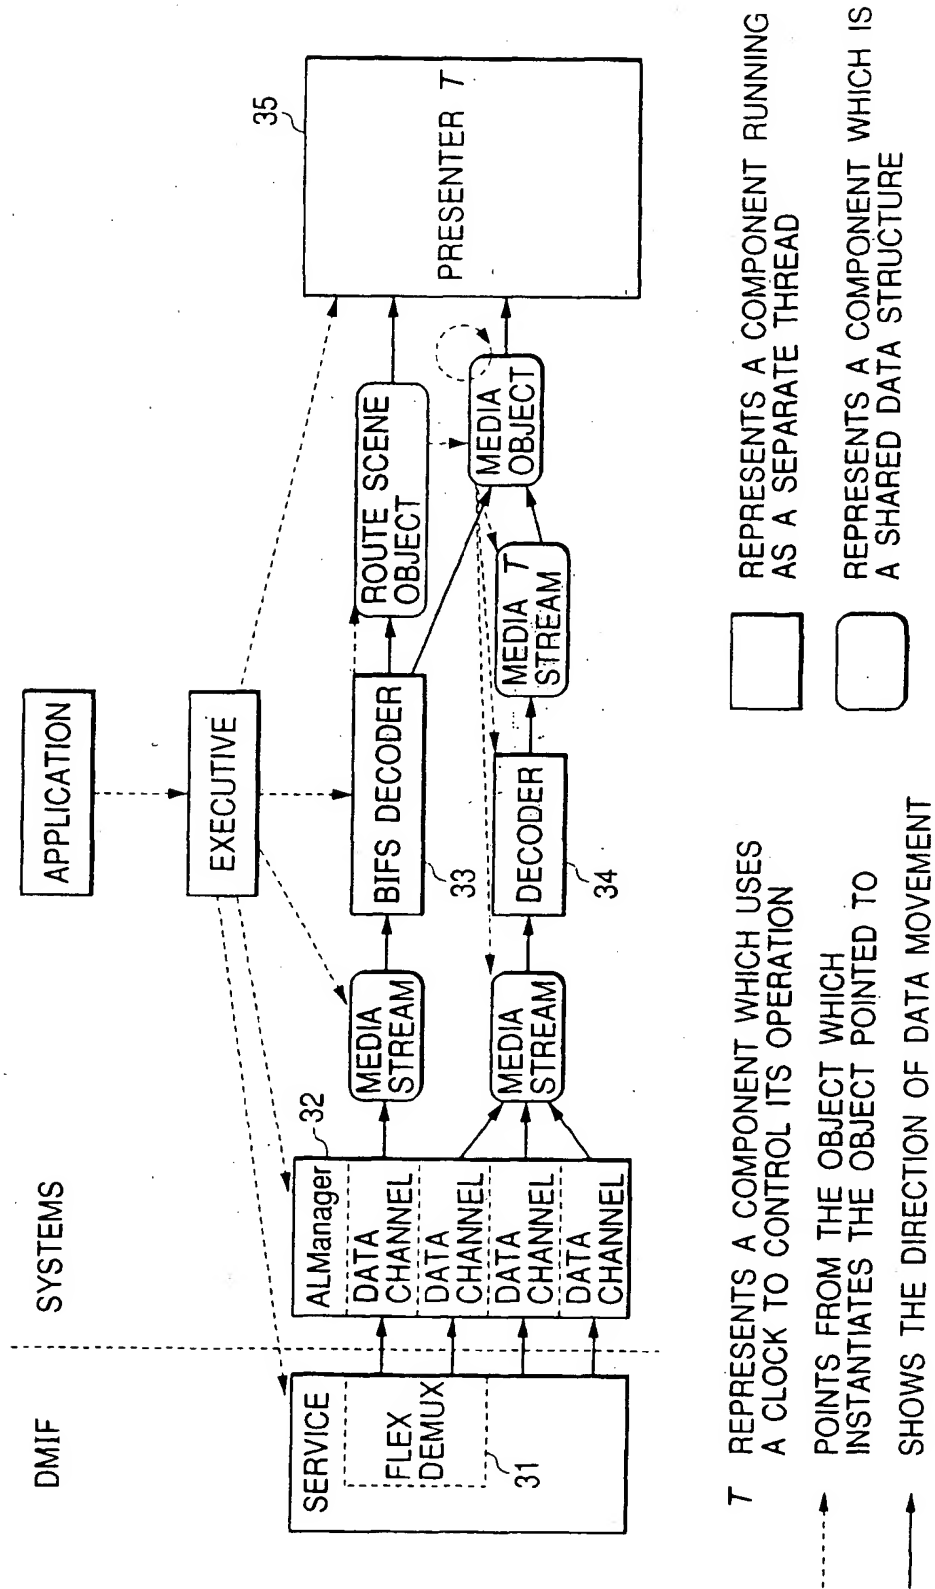 DMIF
SYSTEMS
APPLICATION
EXECUTIVE
SERVICE
FLEX
DEMUX
31
ALManager
32
DATA
CHANNEL
DATA
CHANNEL
DATA
CHANNEL
DATA
CHANNEL
MEDIA
STREAM
MEDIA
STREAM
BIFS DECODER
33
DECODER
34
ROUTE SCENE
OBJECT
MEDIA T
STREAM
MEDIA
OBJECT
PRESENTER T
35
T REPRESENTS A COMPONENT WHICH USES
A CLOCK TO CONTROL ITS OPERATION
POINTS FROM THE OBJECT WHICH
INSTANTIATES THE OBJECT POINTED TO
SHOWS THE DIRECTION OF DATA MOVEMENT
REPRESENTS A COMPONENT RUNNING
AS A SEPARATE THREAD
REPRESENTS A COMPONENT WHICH IS
A SHARED DATA STRUCTURE